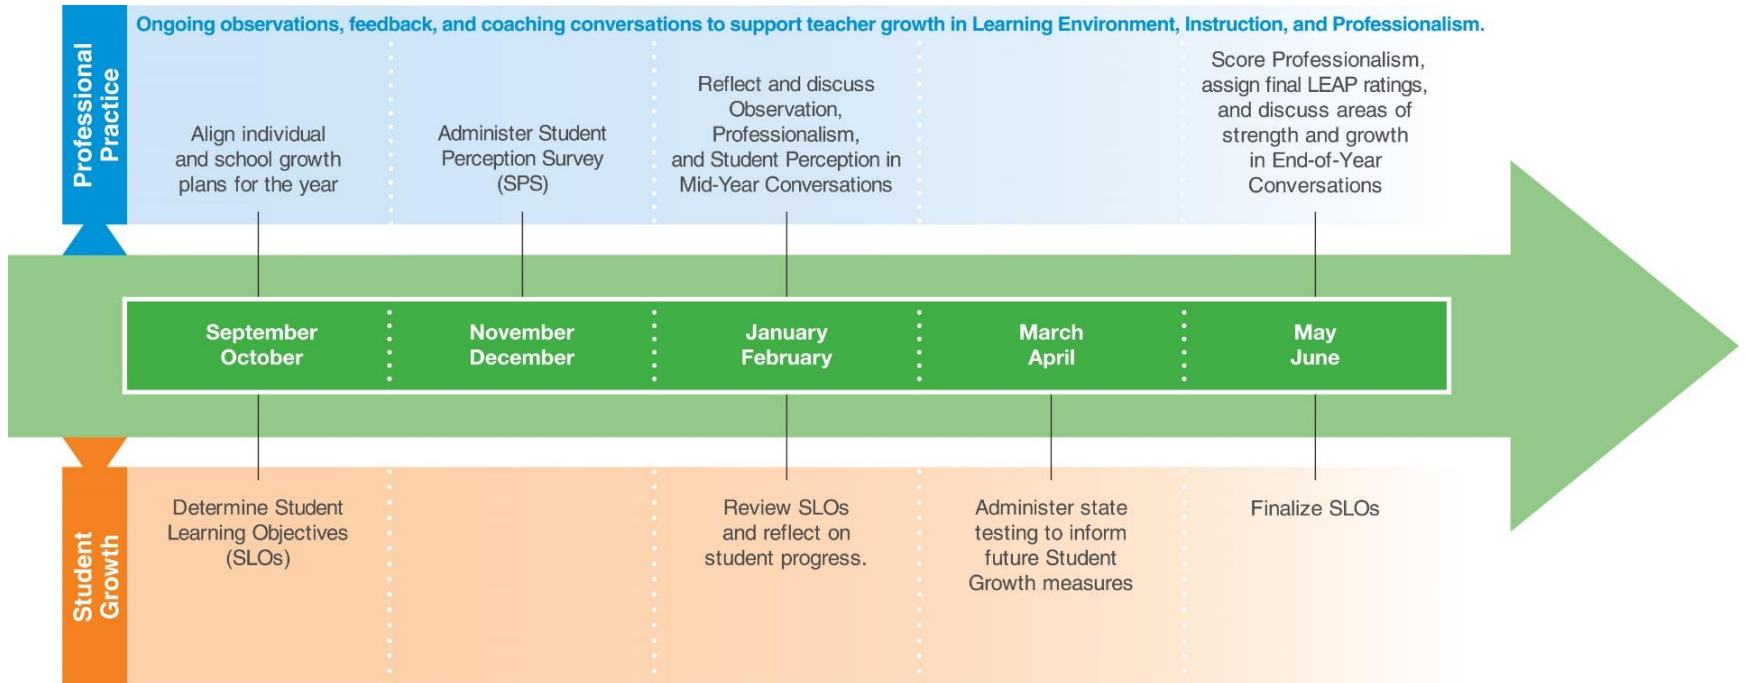 Ongoing observations, feedback, and coaching conversations to support teacher growth in Learning Environment, Instruction, and Professionalism.
Professional
Practice
Align individual
and school growth
plans for the year
Administer Student
Perception Survey
(SPS)
Reflect and discuss
Observation,
Professionalism,
and Student Perception in
Mid-Year Conversations
Score Professionalism,
assign final LEAP ratings,
and discuss areas of
strength and growth
in End-of-Year
Conversations
September
October
November
December
January
February
March
April
May
June
Student
Growth
Determine Student
Learning Objectives
(SLOs)
Review SLOs
and reflect on
student progress.
Administer state
testing to inform
future Student
Growth measures
Finalize SLOs